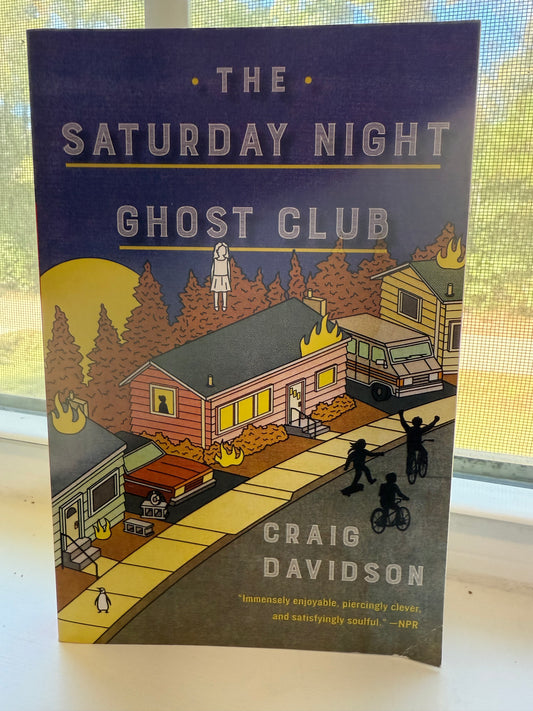 THE
SATURDAY NIGHT
GHOST CLUB
CRAIG
DAVIDSON
"Immensely enjoyable, piercingly clever,
and satisfyingly soulful." —NPR